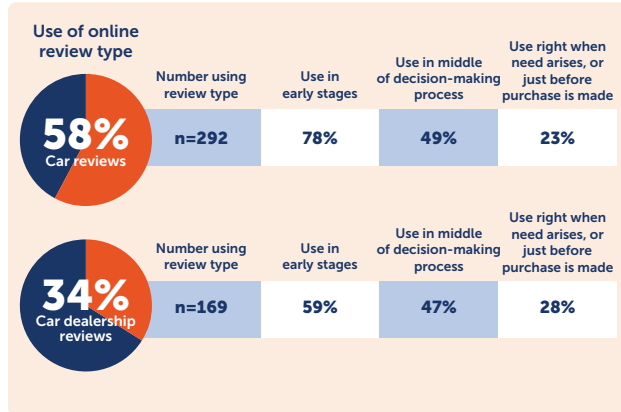 Use of online
review type
Number using
review type
Use in
early stages
Use in middle
of decision-making
process
Use right when
need arises, or
just before
purchase is made
58%
Car reviews
n=292
78%
49%
23%
Number using
review type
Use in
early stages
Use in middle
of decision-making
process
Use right when
need arises, or
just before
purchase is made
34%
Car dealership
reviews
n=169
59%
47%
28%